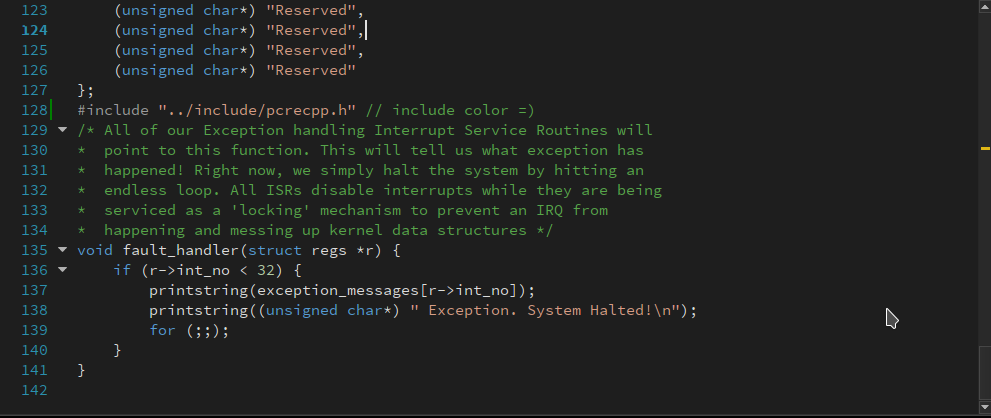 123 (unsigned char*) "Reserved",
124 (unsigned char*) "Reserved",
125 (unsigned char*) "Reserved",
126 (unsigned char*) "Reserved"
127 };
128 #include "../include/pcrecpp.h" // include color =)
129 /* All of our Exception handling Interrupt Service Routines will
130 *  point to this function. This will tell us what exception has
131 *  happened! Right now, we simply halt the system by hitting an
132 *  endless loop. All ISRs disable interrupts while they are being
133 *  serviced as a 'locking' mechanism to prevent an IRQ from
134 *  happening and messing up kernel data structures */
135 void fault_handler(struct regs *r) {
136 if (r->int_no < 32) {
137 printstring(exception_messages[r->int_no]);
138 printstring((unsigned char*) " Exception. System Halted!\n");
139 for (;;);
140 }
141 }
142